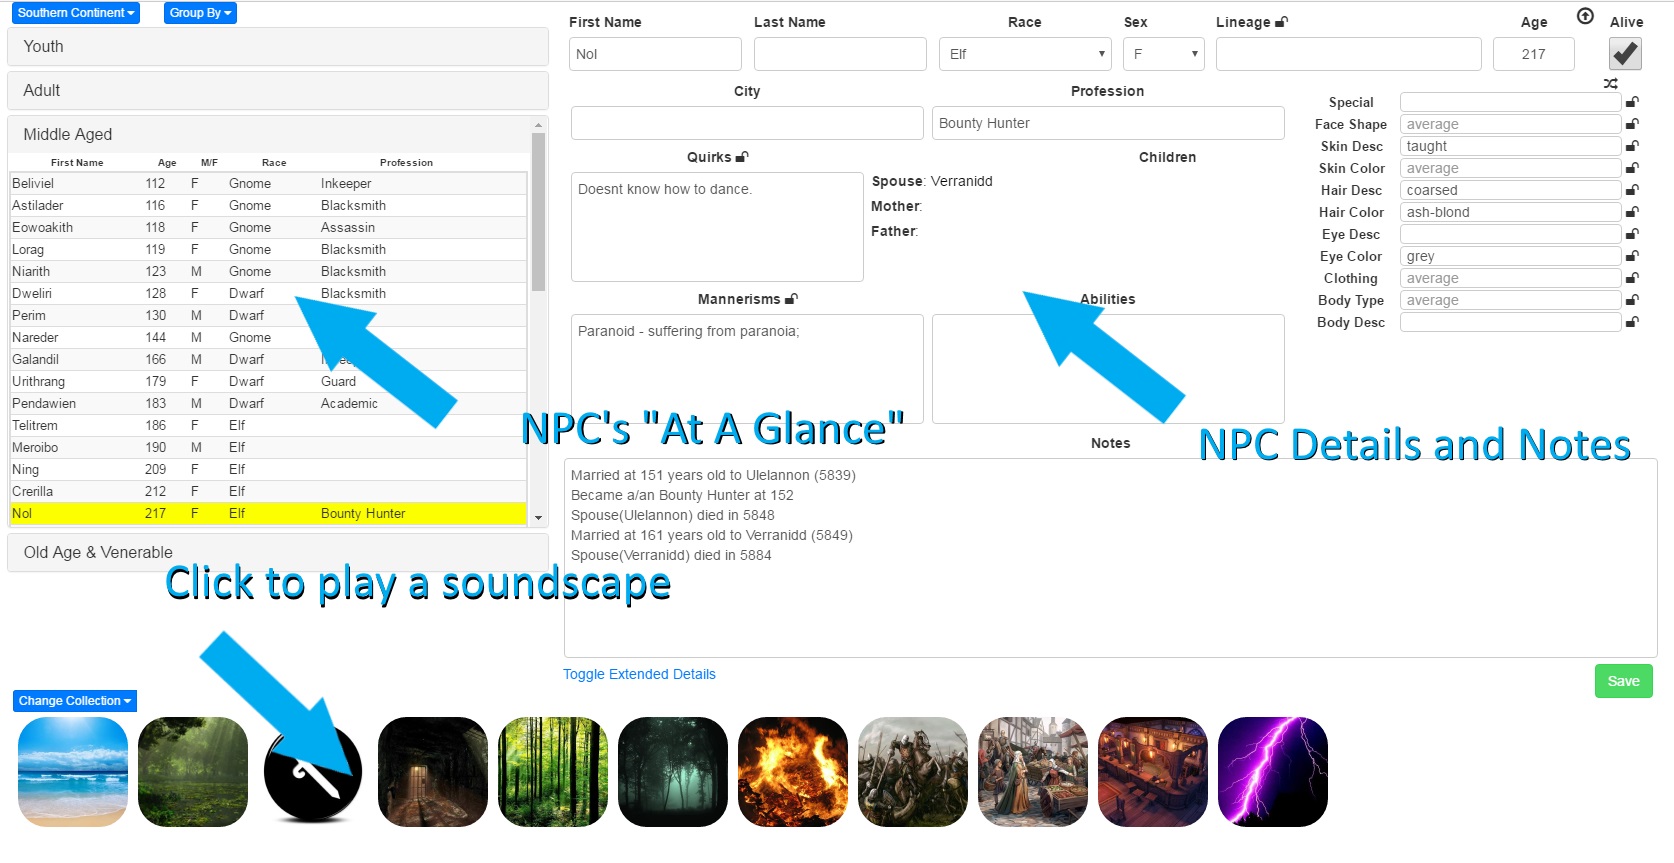 Southern Continent
Group By
Youth
Adult
Middle Aged
First Name Age M/F Race Profession
Beliviel 112 F Gnome Inkeeper
Astilader 116 F Gnome Blacksmith
Eowoakith 118 F Gnome Assassin
Lorag 119 F Gnome Blacksmith
Niarith 123 M Gnome Blacksmith
Dweliri 128 F Dwarf Blacksmith
Perim 130 M Dwarf
Nareder 144 M Gnome
Galandil 166 M Dwarf
Urithrang 179 F Dwarf Guard
Pendawien 183 M Dwarf Academic
Telitrem 186 F Elf
Meroibo 190 M Elf
Ning 209 F Elf
Crerilla 212 F Elf
Nol 217 F Elf Bounty Hunter
Old Age & Venerable
NPC's "At A Glance"
Click to play a soundscape
First Name Last Name Race Sex Lineage Age Alive
Nol Elf F 217
City Profession
Bounty Hunter
Quirks Children
Doesnt know how to dance.
Spouse: Verranidd
Mother:
Father:
Mannerisms Abilities
Paranoid - suffering from paranoia;
Special
Face Shape average
Skin Desc taught
Skin Color average
Hair Desc coarsed
Hair Color ash-blond
Eye Desc
Eye Color grey
Clothing average
Body Type average
Body Desc
NPC Details and Notes
Notes
Married at 151 years old to Ulelannon (5839)
Became a/an Bounty Hunter at 152
Spouse(Ulelannon) died in 5848
Married at 161 years old to Verranidd (5849)
Spouse(Verranidd) died in 5884
Toggle Extended Details
Save
Change Collection